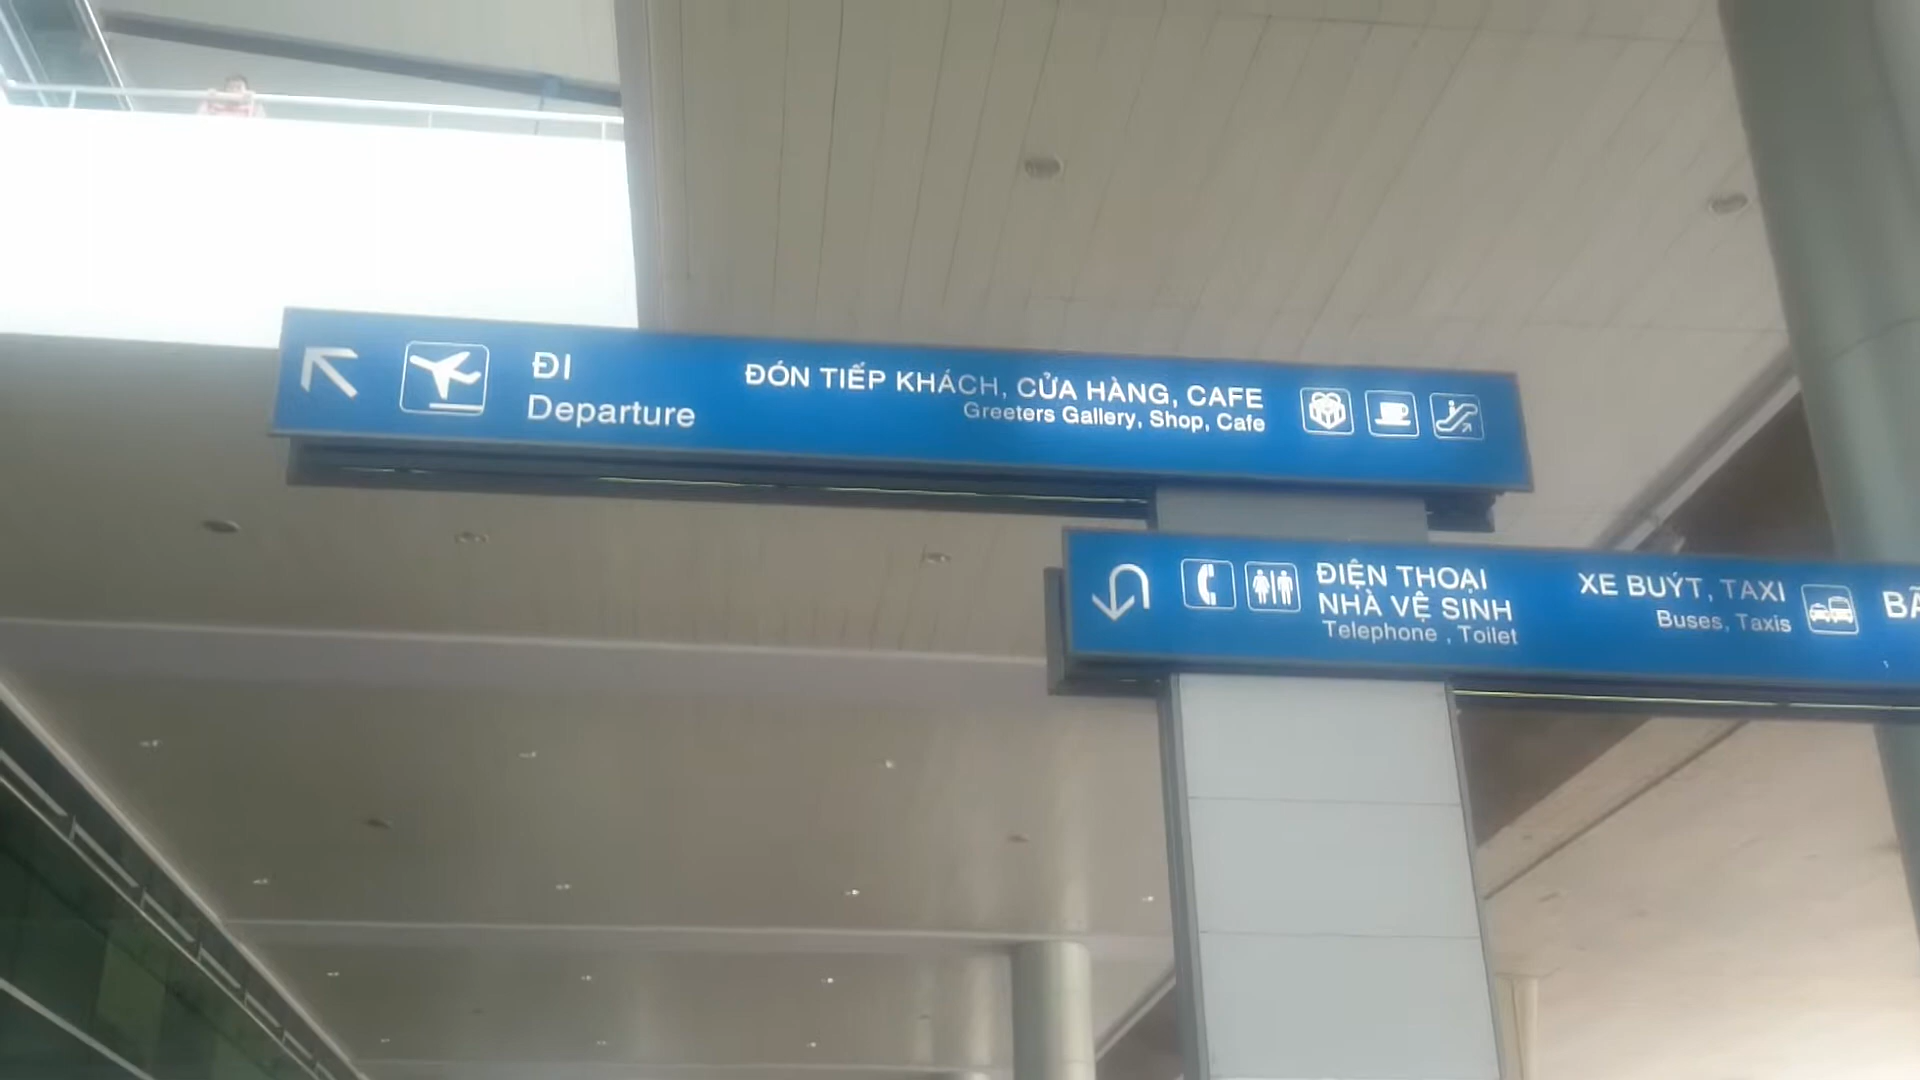 ĐI
Departure
ĐÓN TIẾP KHÁCH, CỬA HÀNG, CAFE
Greeters Gallery, Shop, Cafe
ĐIỆN THOẠI
NHÀ VỆ SINH
Telephone , Toilet
XE BUÝT, TAXI
Buses, Taxis